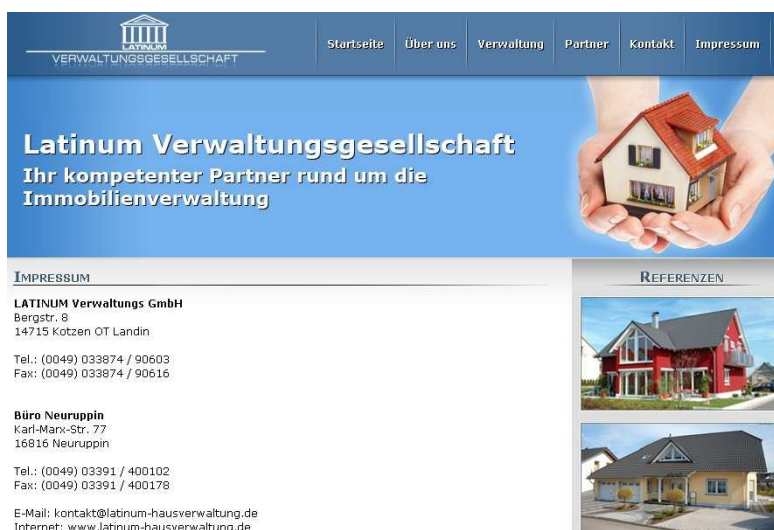 LATINUM
VERWALTUNGSGESELLSCHAFT
Startseite Über uns Verwaltung Partner Kontakt Impressum
Latinum Verwaltungsgesellschaft
Ihr kompetenter Partner rund um die
Immobilienverwaltung
IMPRESSUM
LATINUM Verwaltungs GmbH
Bergstr. 8
14715 Kotzen OT Landin
Tel.: (0049) 033874 / 90603
Fax: (0049) 033874 / 90616
Büro Neuruppin
Karl-Marx-Str. 77
16816 Neuruppin
Tel.: (0049) 03391 / 400102
Fax: (0049) 03391 / 400178
E-Mail: kontakt@latinum-hausverwaltung.de
Internet: www.latinum-hausverwaltung.de
REFERENZEN